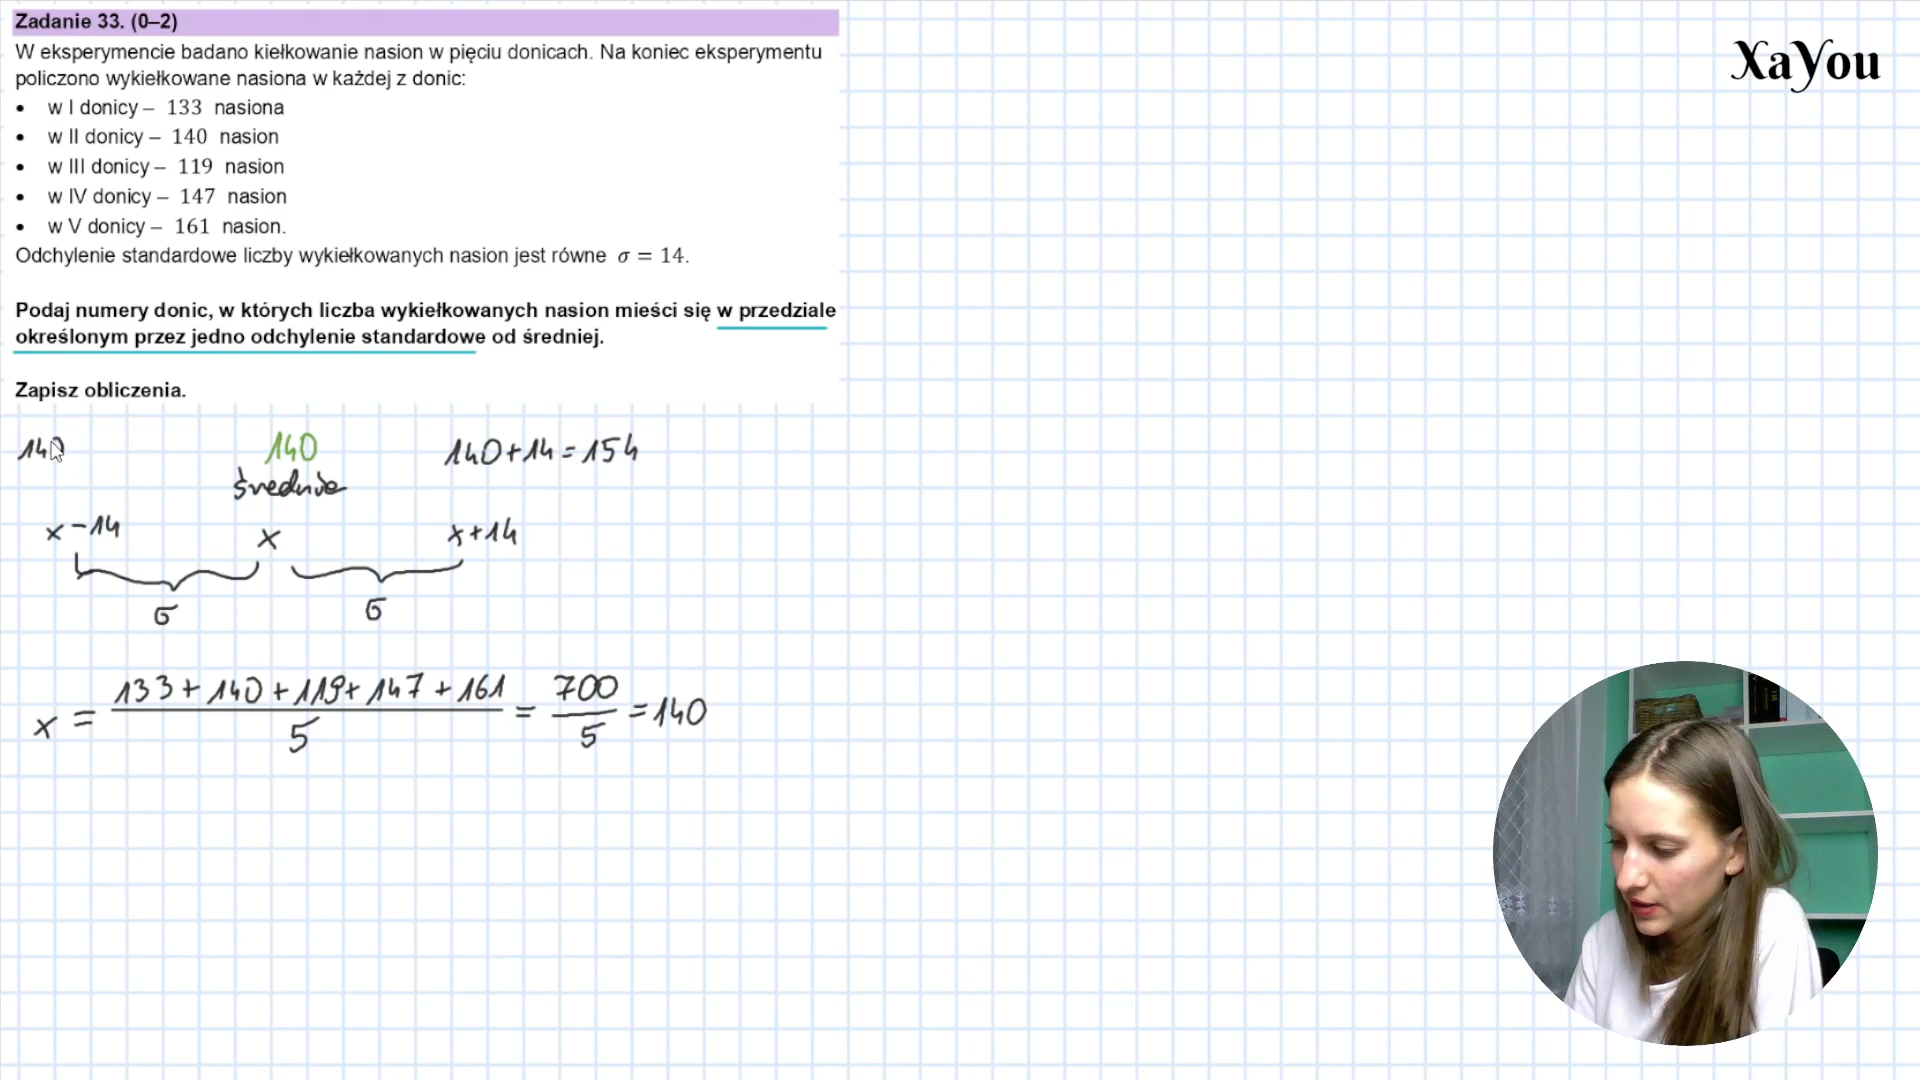 Zadanie 33. (0–2)
W eksperymencie badano kiełkowanie nasion w pięciu donicach. Na koniec eksperymentu
policzono wykiełkowane nasiona w każdej z donic:
• w I donicy – 133 nasiona
• w II donicy – 140 nasion
• w III donicy – 119 nasion
• w IV donicy – 147 nasion
• w V donicy – 161 nasion.
Odchylenie standardowe liczby wykiełkowanych nasion jest równe σ = 14.
Podaj numery donic, w których liczba wykiełkowanych nasion mieści się w przedziale
określonym przez jedno odchylenie standardowe od średniej.
Zapisz obliczenia.
XaYou
140 140 140+14=154
średnia
x-14 x x+14
σ σ
x = (133+140+119+147+161)/5 = 700/5 = 140